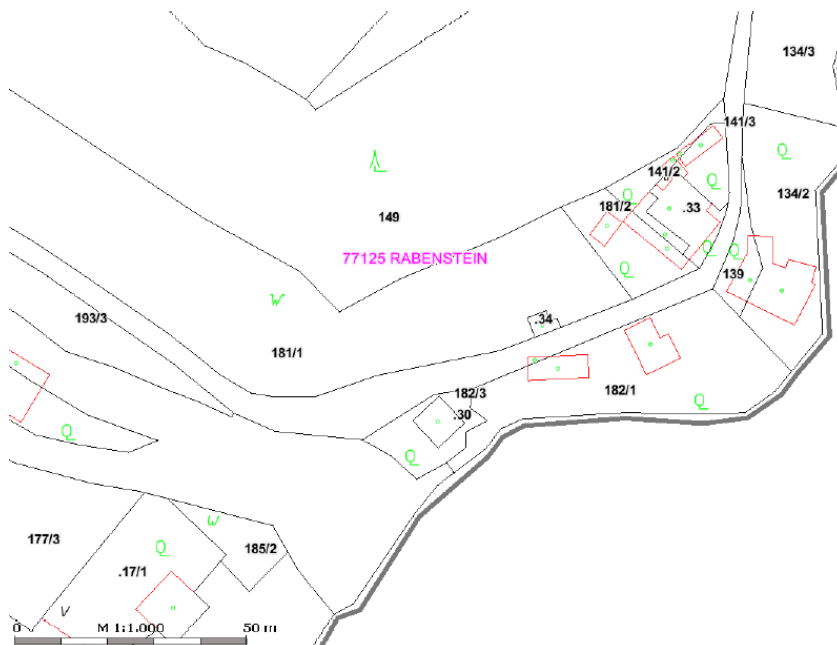 134/3
141/3
Q
141/2
Q
134/2
149
Q
181/2
.33
77125 RABENSTEIN
Q
Q
Q
139
w
193/3
.34
181/1
182/3
182/1
.30
Q
Q
Q
w
177/3
Q
185/2
.17/1
V
0 M 1:1.000 50 m